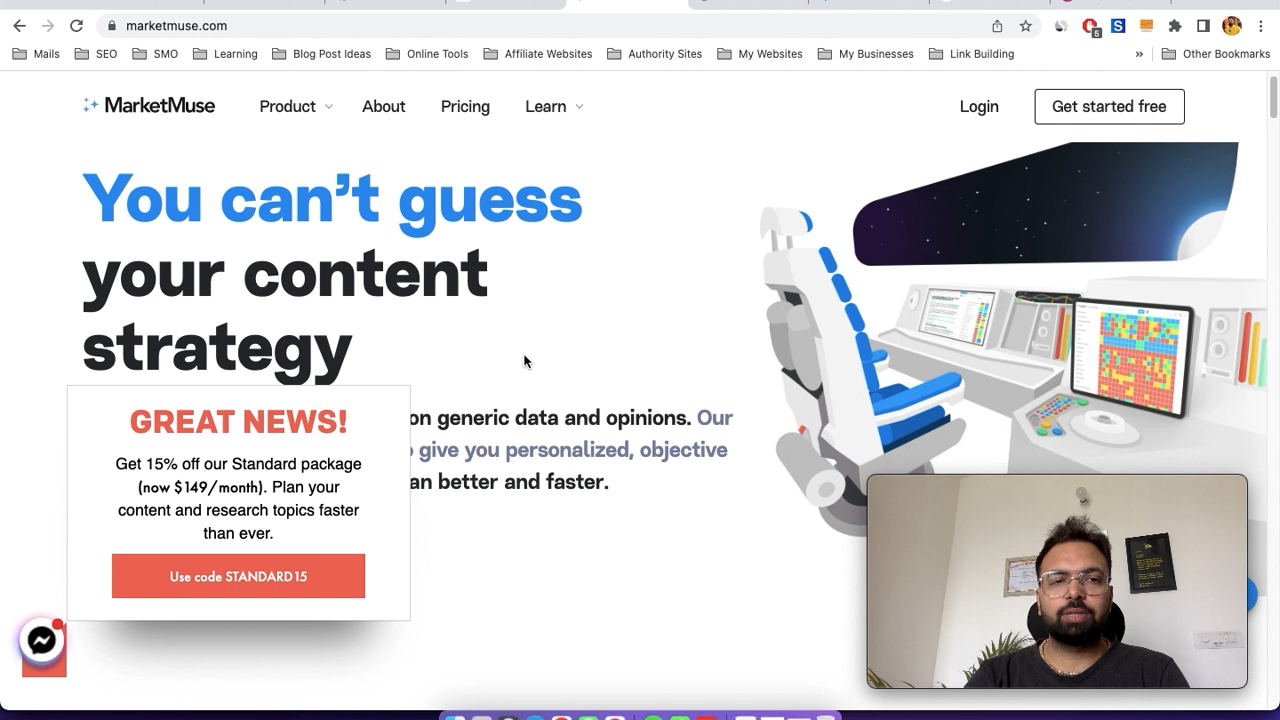 marketmuse.com
5
Mails
SEO
SMO
Learning
Blog Post Ideas
Online Tools
Affiliate Websites
Authority Sites
My Websites
My Businesses
Link Building
»
Other Bookmarks
MarketMuse
Product
About
Pricing
Learn
Login
Get started free
You can't guess
your content
strategy
on generic data and opinions. Our
give you personalized, objective
an better and faster.
GREAT NEWS!
Get 15% off our Standard package
(now $149/month). Plan your
content and research topics faster
than ever.
Use code STANDARD15